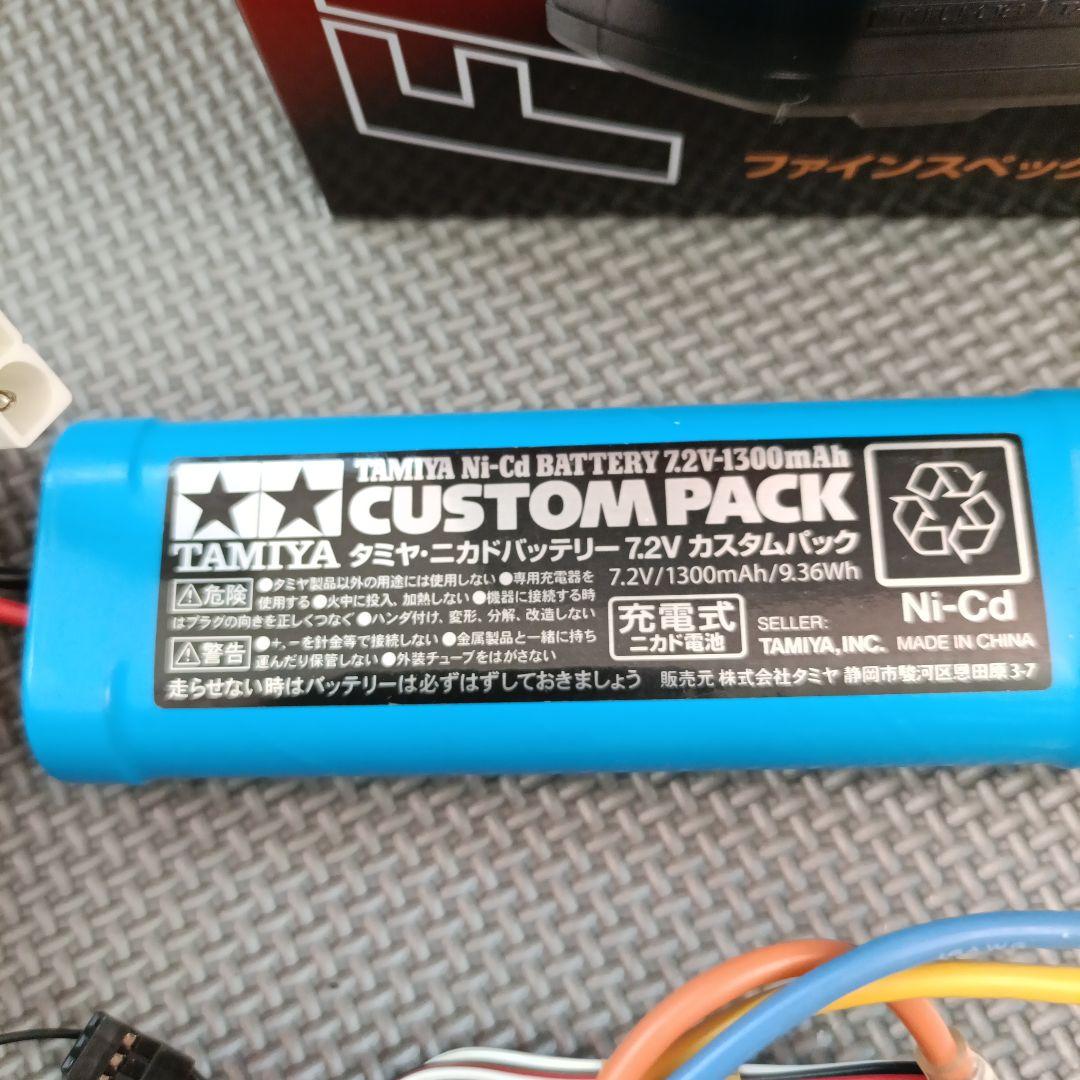 ファインスペック
TAMIYA Ni-Cd BATTERY 7.2V-1300mAh
CUSTOM PACK
TAMIYA
タミヤ・ニカドバッテリー 7.2V カスタムパック
7.2V/1300mAh/9.36Wh
危険 ●タミヤ製品以外の用途には使用しない ●専用充電器を
使用する ●火中に投入、加熱しない ●機器に接続する時
はプラグの向きを正しくつなぐ ●ハンダ付け、変形、分解、改造しない
警告 ●+、−を針金等で接続しない ●金属製品と一緒に持ち
運んだり保管しない ●外装チューブをはがさない
充電式
ニカド電池
SELLER:
TAMIYA, INC.
Ni-Cd
MADE IN CHINA
走らせない時はバッテリーは必ずはずしておきましょう 販売元 株式会社タミヤ 静岡市駿河区恩田原3-7